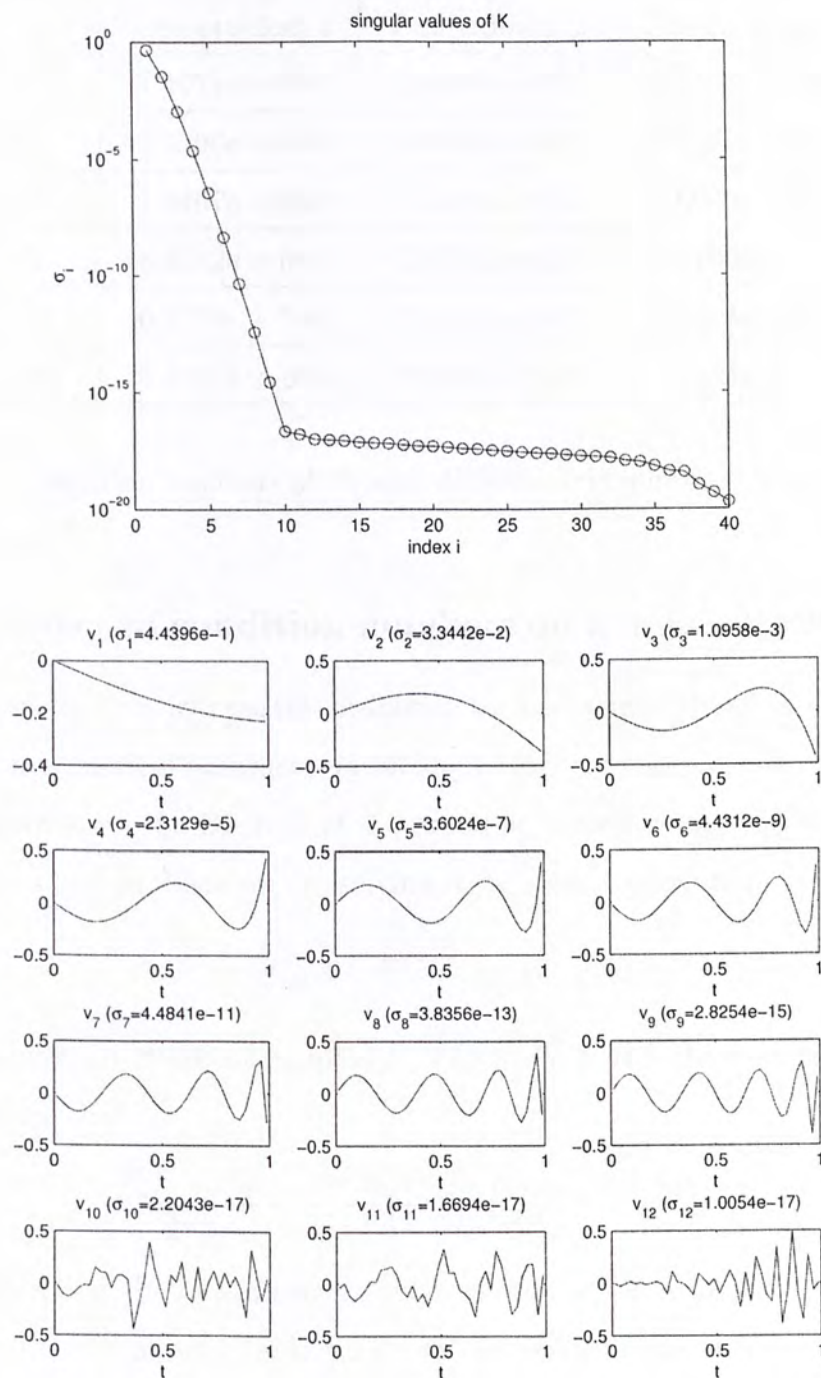 singular values of K
10^0
10^-5
10^-10
10^-15
10^-20
σ_i
0 5 10 15 20 25 30 35 40
index i
v_1 (σ_1=4.4396e-1) v_2 (σ_2=3.3442e-2) v_3 (σ_3=1.0958e-3)
0 0.5 0.5
-0.2 0 0
-0.4 -0.5 -0.5
0 0.5 1 0 0.5 1 0 0.5 1
t t t
v_4 (σ_4=2.3129e-5) v_5 (σ_5=3.6024e-7) v_6 (σ_6=4.4312e-9)
0.5 0.5 0.5
0 0 0
-0.5 -0.5 -0.5
0 0.5 1 0 0.5 1 0 0.5 1
t t t
v_7 (σ_7=4.4841e-11) v_8 (σ_8=3.8356e-13) v_9 (σ_9=2.8254e-15)
0.5 0.5 0.5
0 0 0
-0.5 -0.5 -0.5
0 0.5 1 0 0.5 1 0 0.5 1
t t t
v_10 (σ_10=2.2043e-17) v_11 (σ_11=1.6694e-17) v_12 (σ_12=1.0054e-17)
0.5 0.5 0.5
0 0 0
-0.5 -0.5 -0.5
0 0.5 1 0 0.5 1 0 0.5 1
t t t